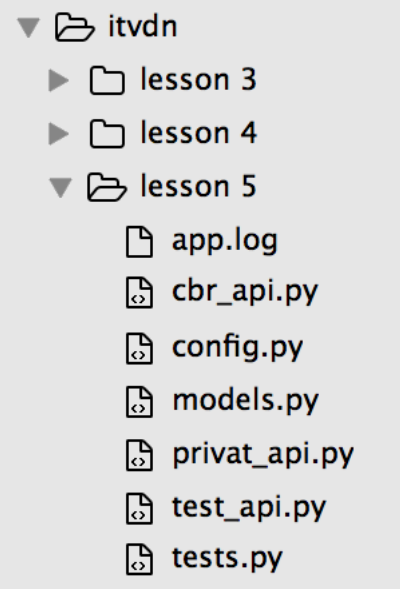 itvdn
lesson 3
lesson 4
lesson 5
app.log
cbr_api.py
config.py
models.py
privat_api.py
test_api.py
tests.py